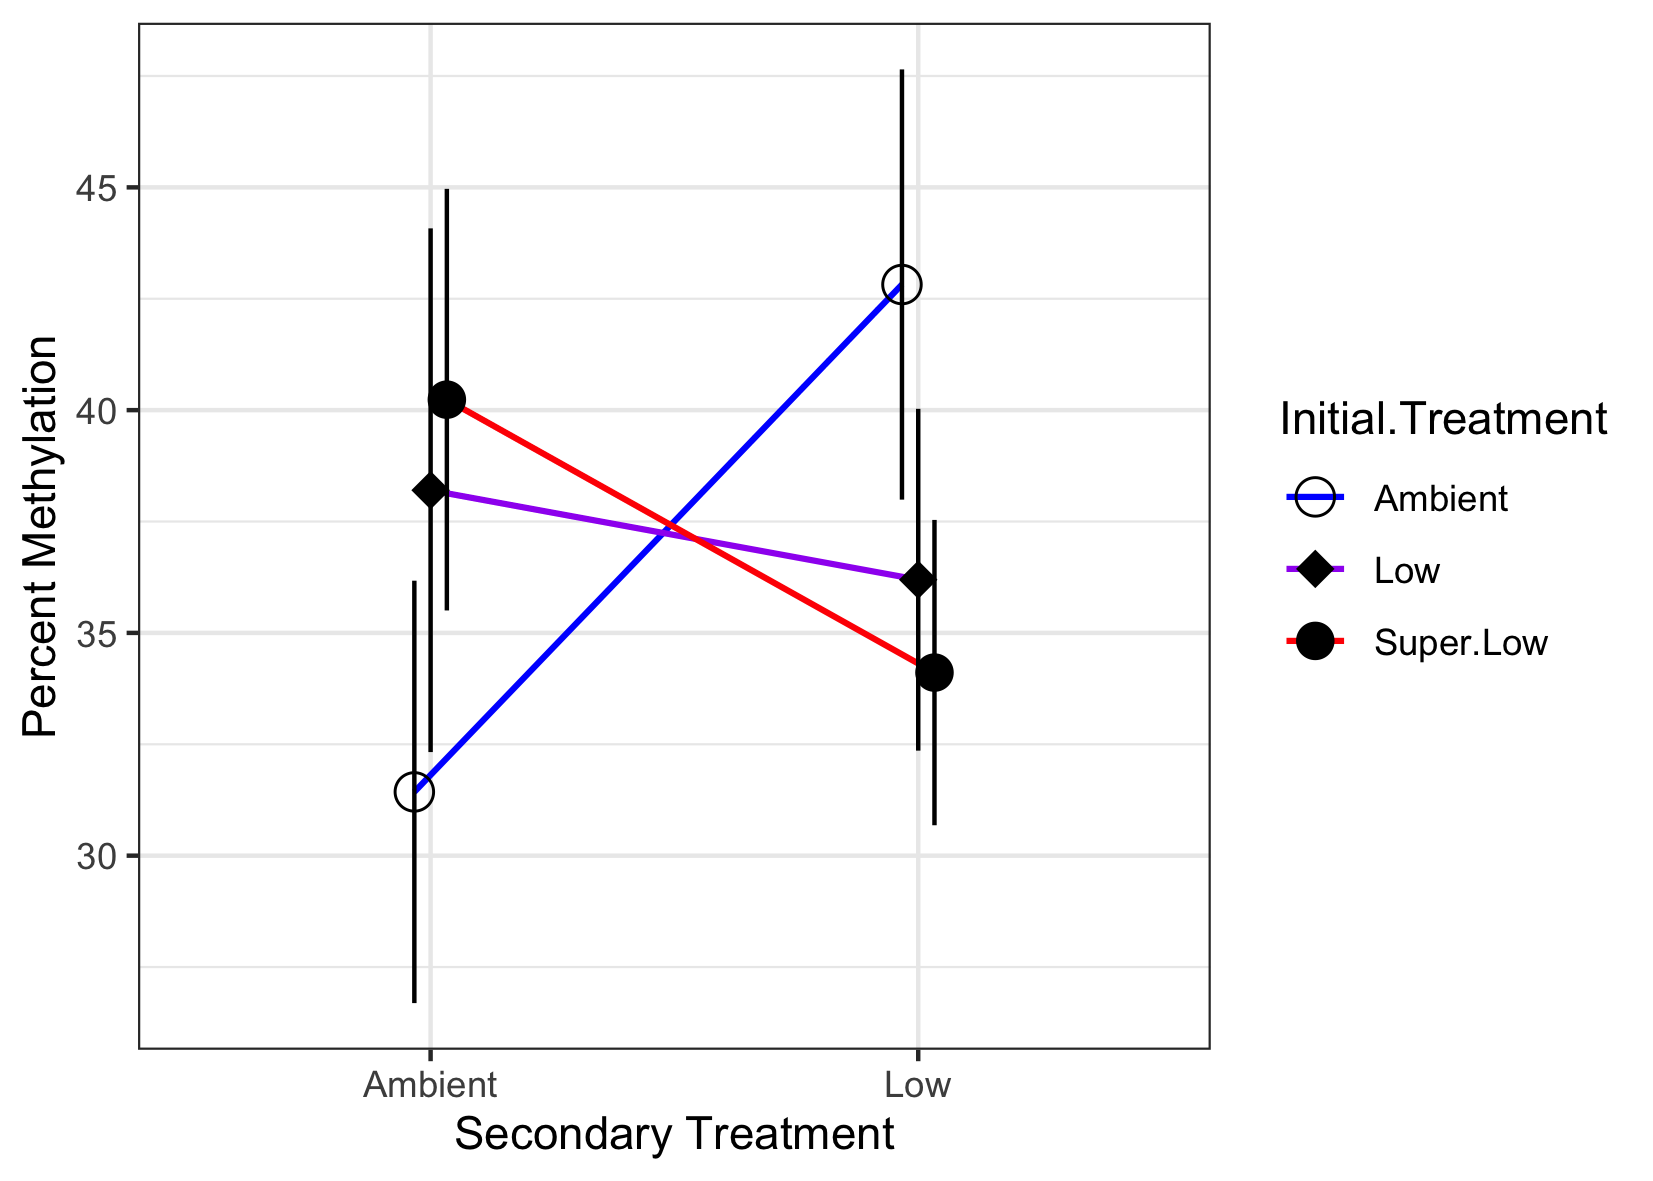 Percent Methylation
45
40
35
30
Ambient
Low
Secondary Treatment
Initial.Treatment
Ambient
Low
Super.Low